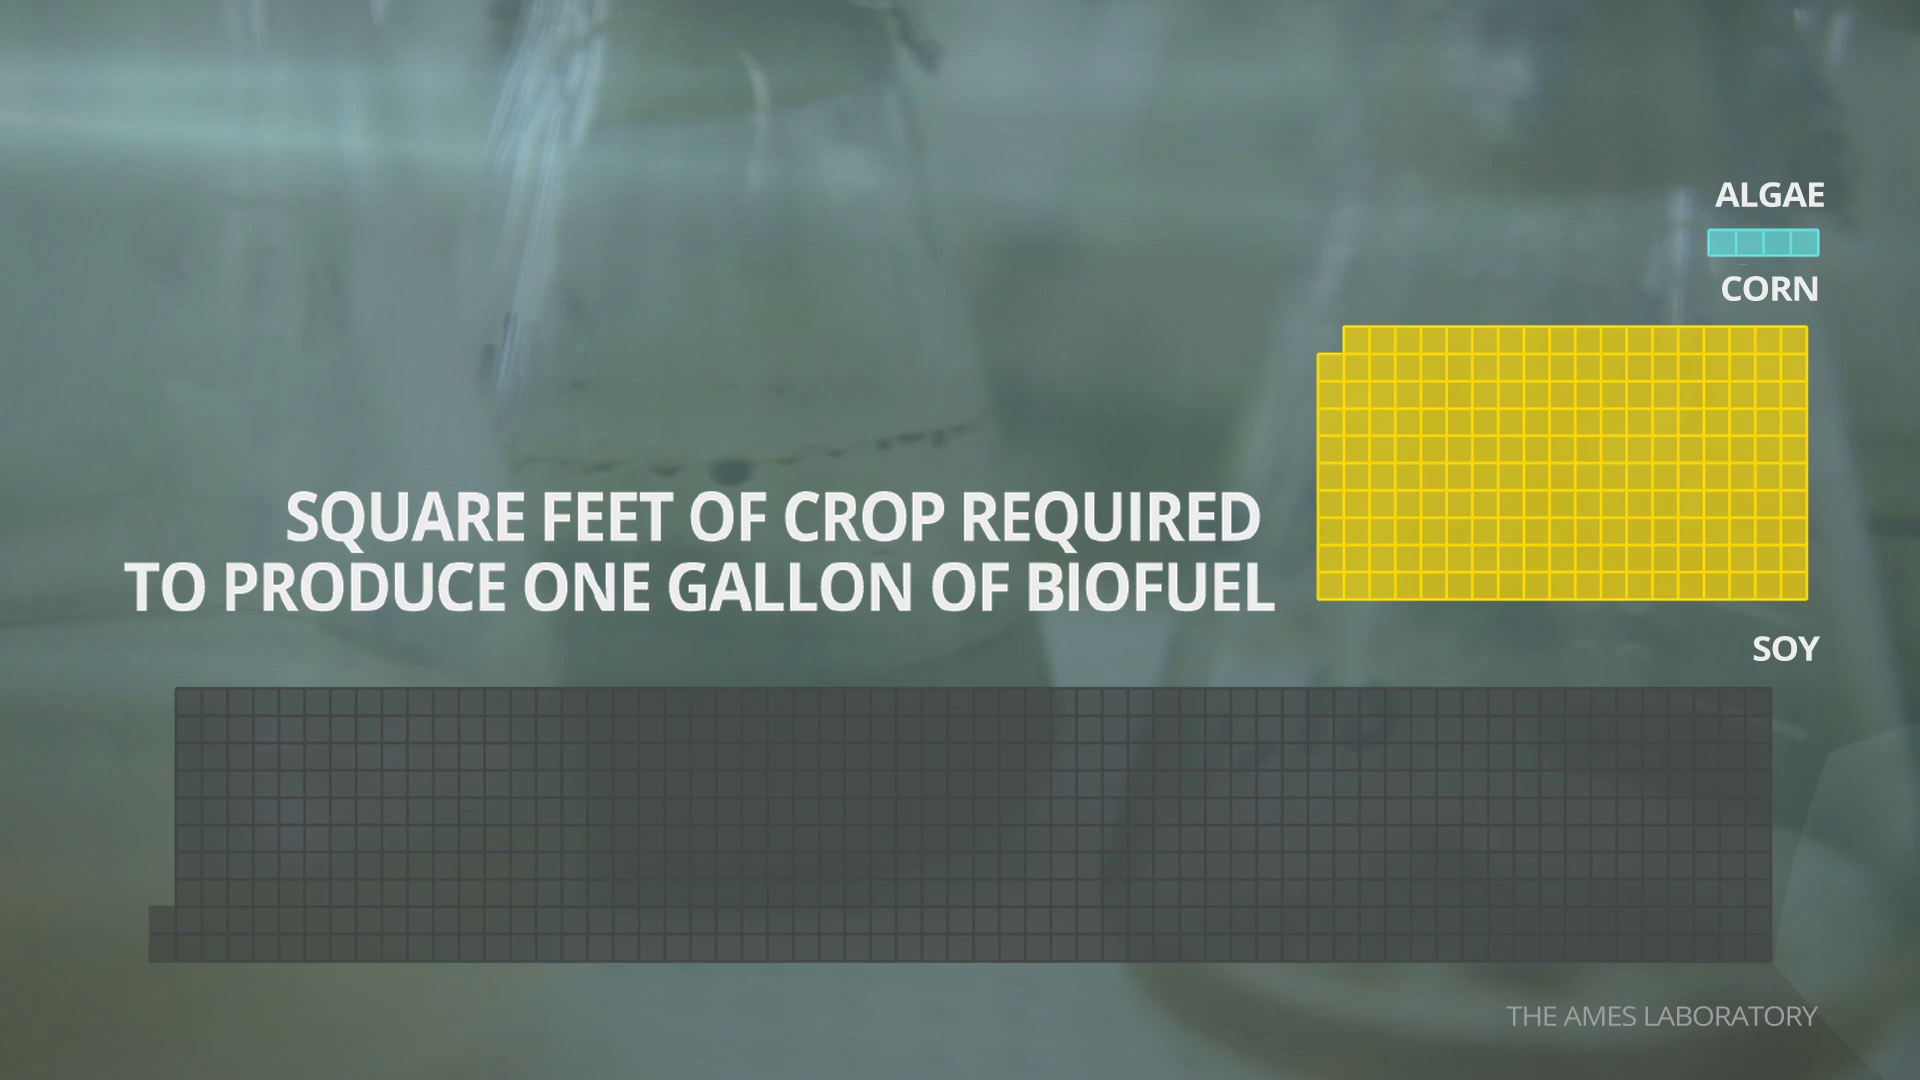 ALGAE
CORN
SQUARE FEET OF CROP REQUIRED
TO PRODUCE ONE GALLON OF BIOFUEL
SOY
THE AMES LABORATORY